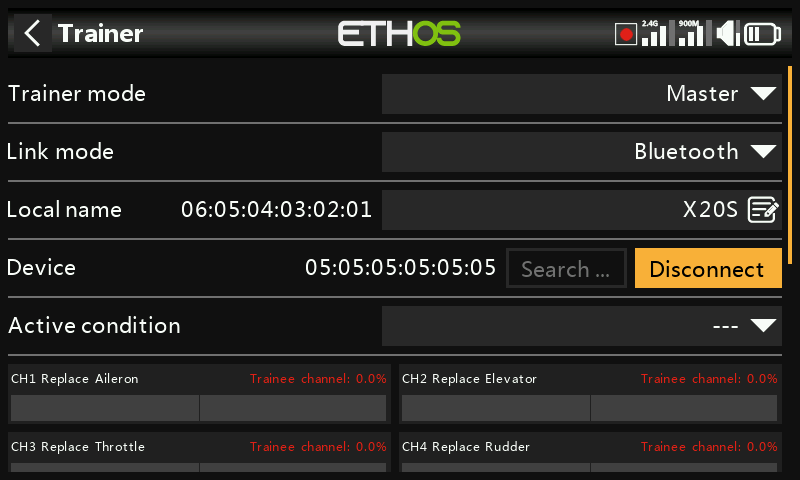 Trainer
ETHOS
2.4G 900M
Trainer mode Master
Link mode Bluetooth
Local name 06:05:04:03:02:01 X20S
Device 05:05:05:05:05:05 Search ... Disconnect
Active condition ---
CH1 Replace Aileron Trainee channel: 0.0% CH2 Replace Elevator Trainee channel: 0.0%
CH3 Replace Throttle Trainee channel: 0.0% CH4 Replace Rudder Trainee channel: 0.0%